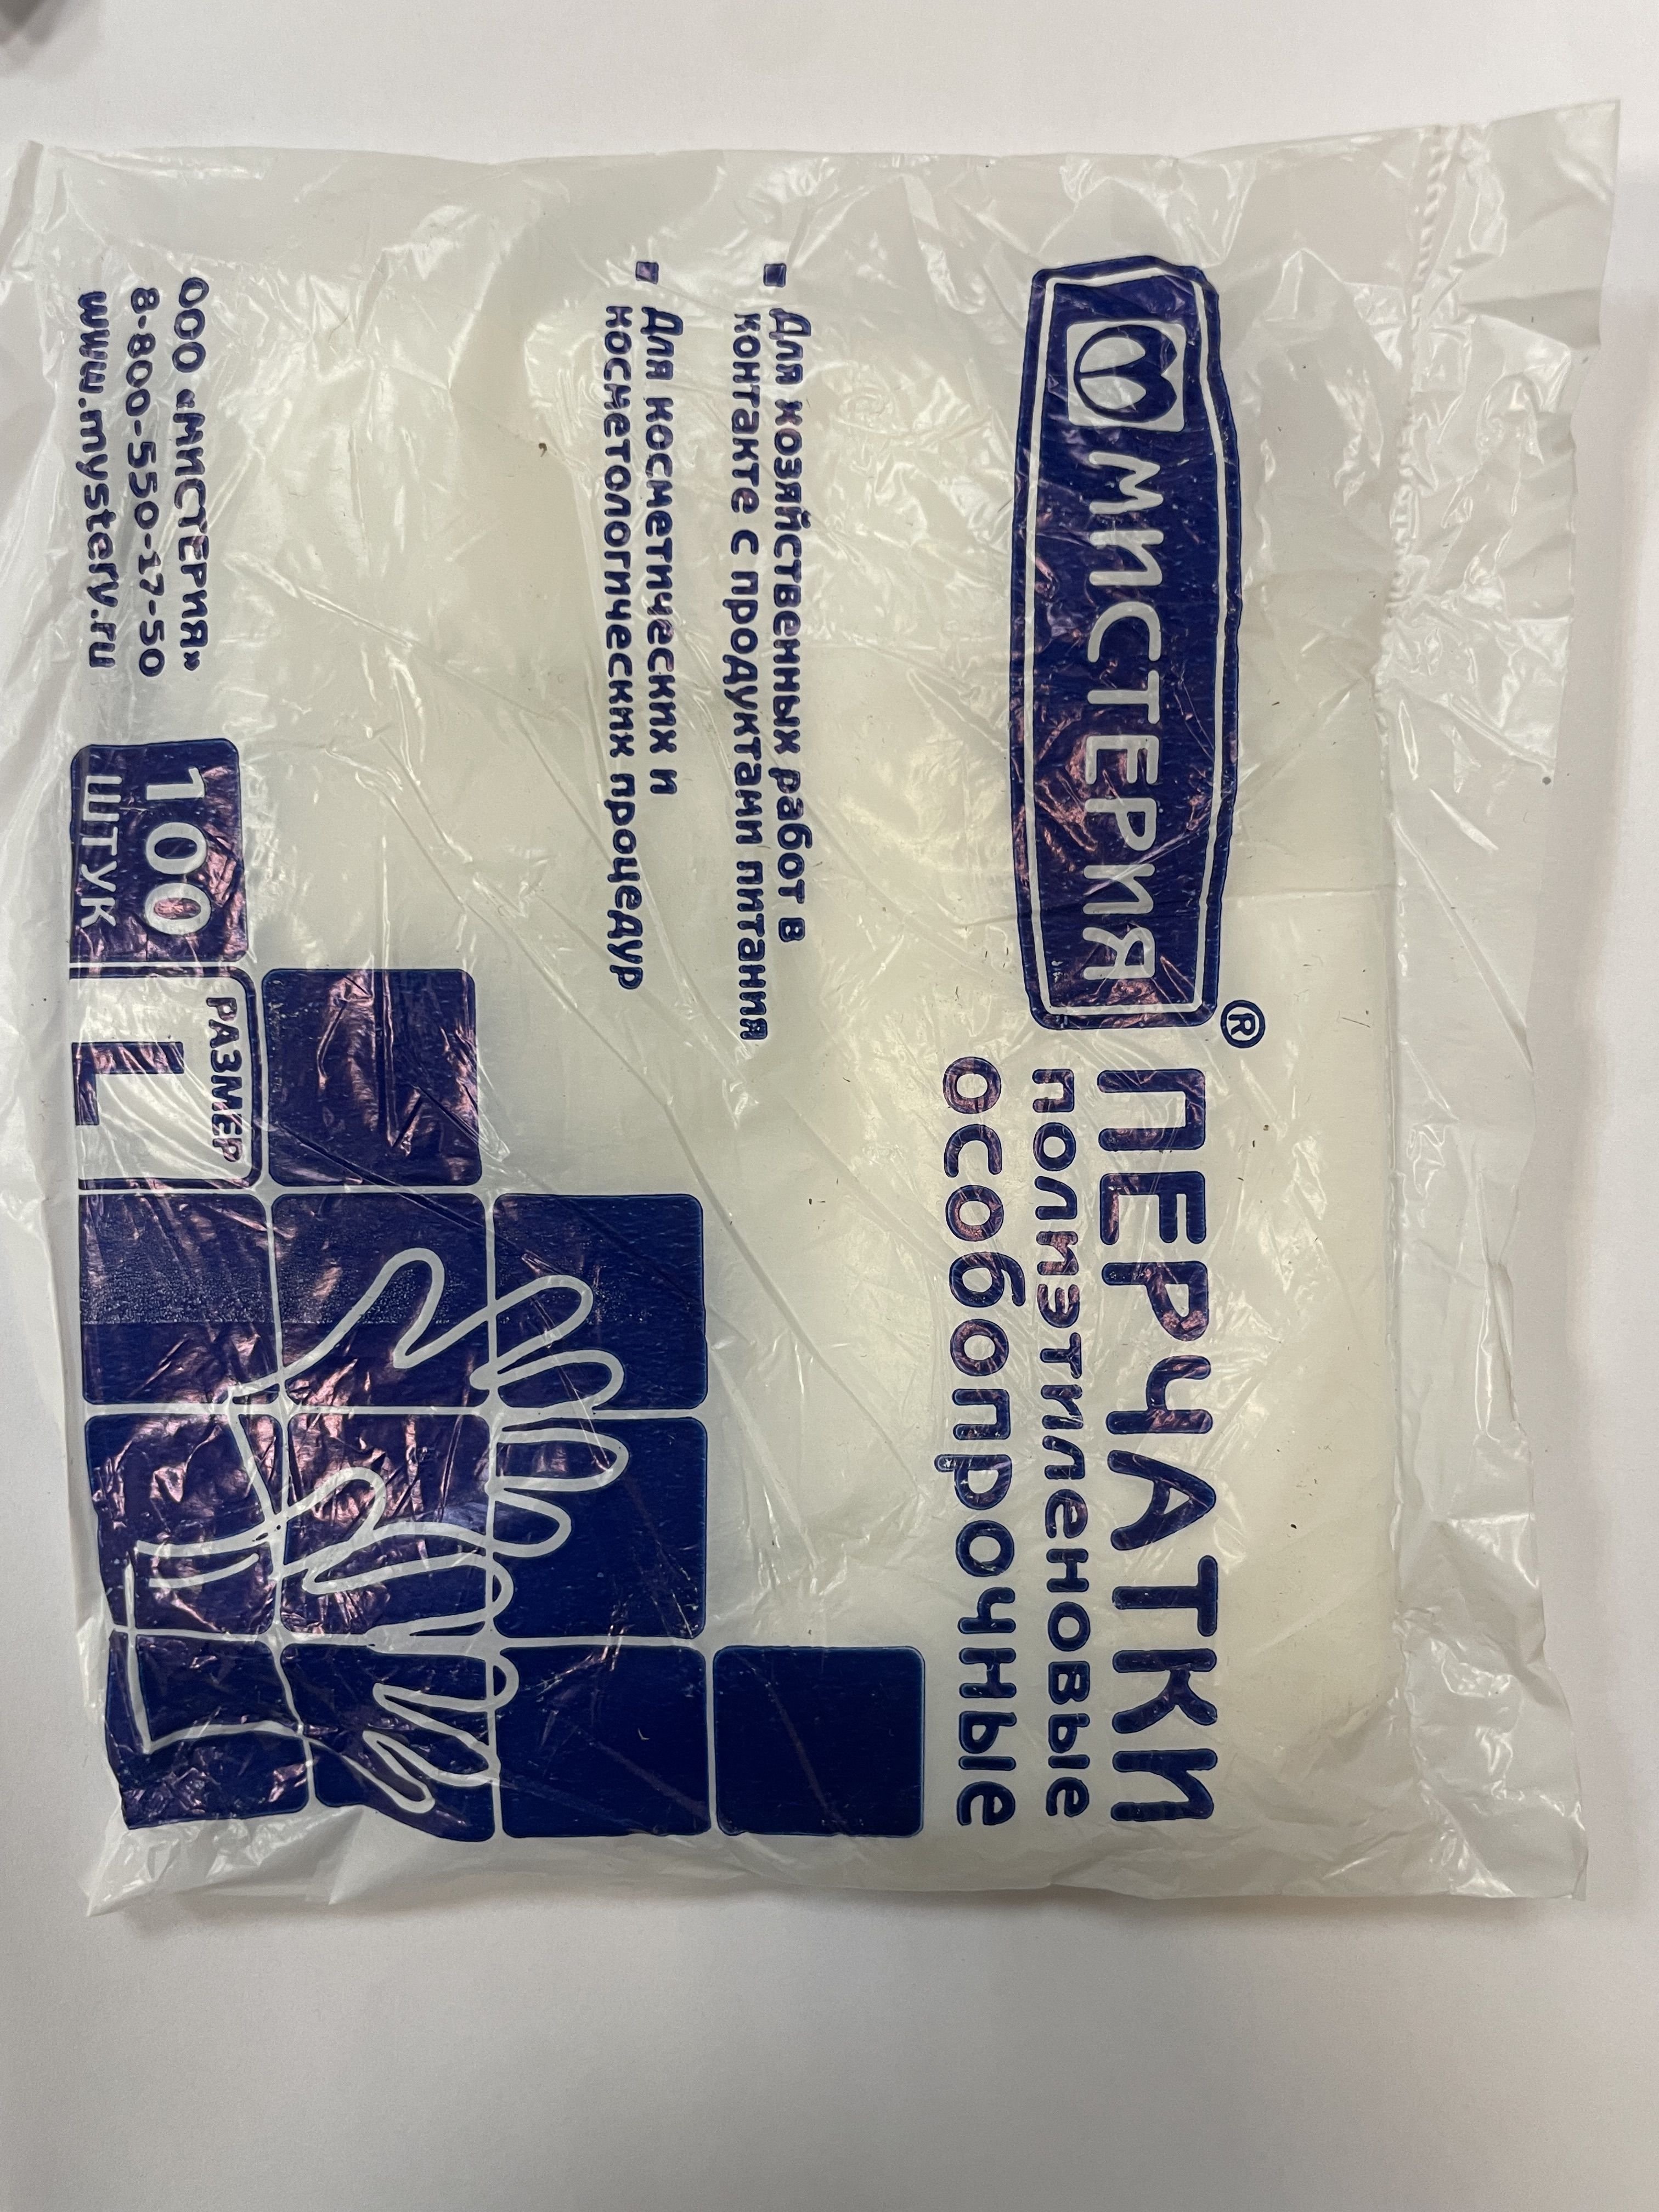 МИСТЕРИЯ®
ПЕРЧАТКИ
полиэтиленовые
особопрочные
Для хозяйственных работ в
контакте с продуктами питания
Для косметических и
косметологических процедур
ООО «МИСТЕРИЯ»
8-800-550-17-50
www.mystery.ru
100
ШТУК
РАЗМЕР
L